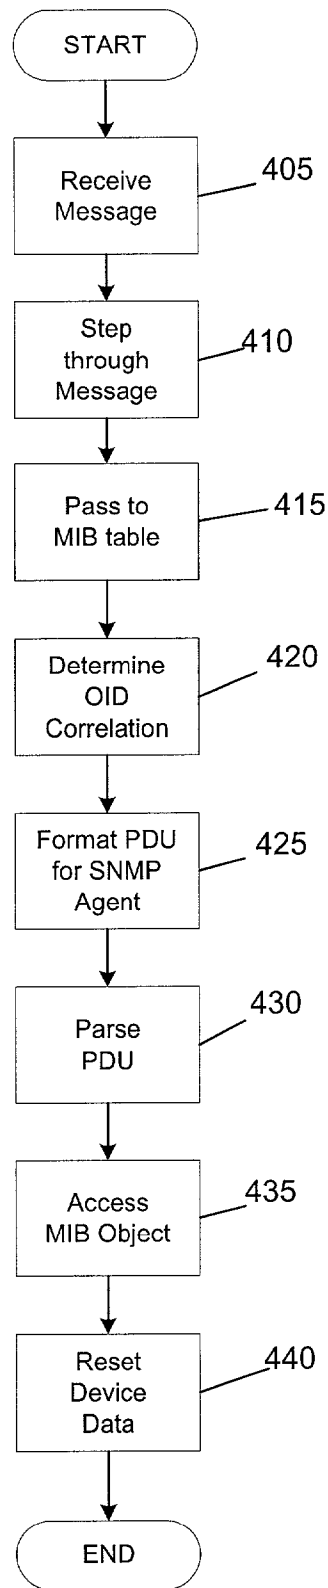 START
Receive
Message
405
Step
through
Message
410
Pass to
MIB table
415
Determine
OID
Correlation
420
Format PDU
for SNMP
Agent
425
Parse
PDU
430
Access
MIB Object
435
Reset
Device
Data
440
END